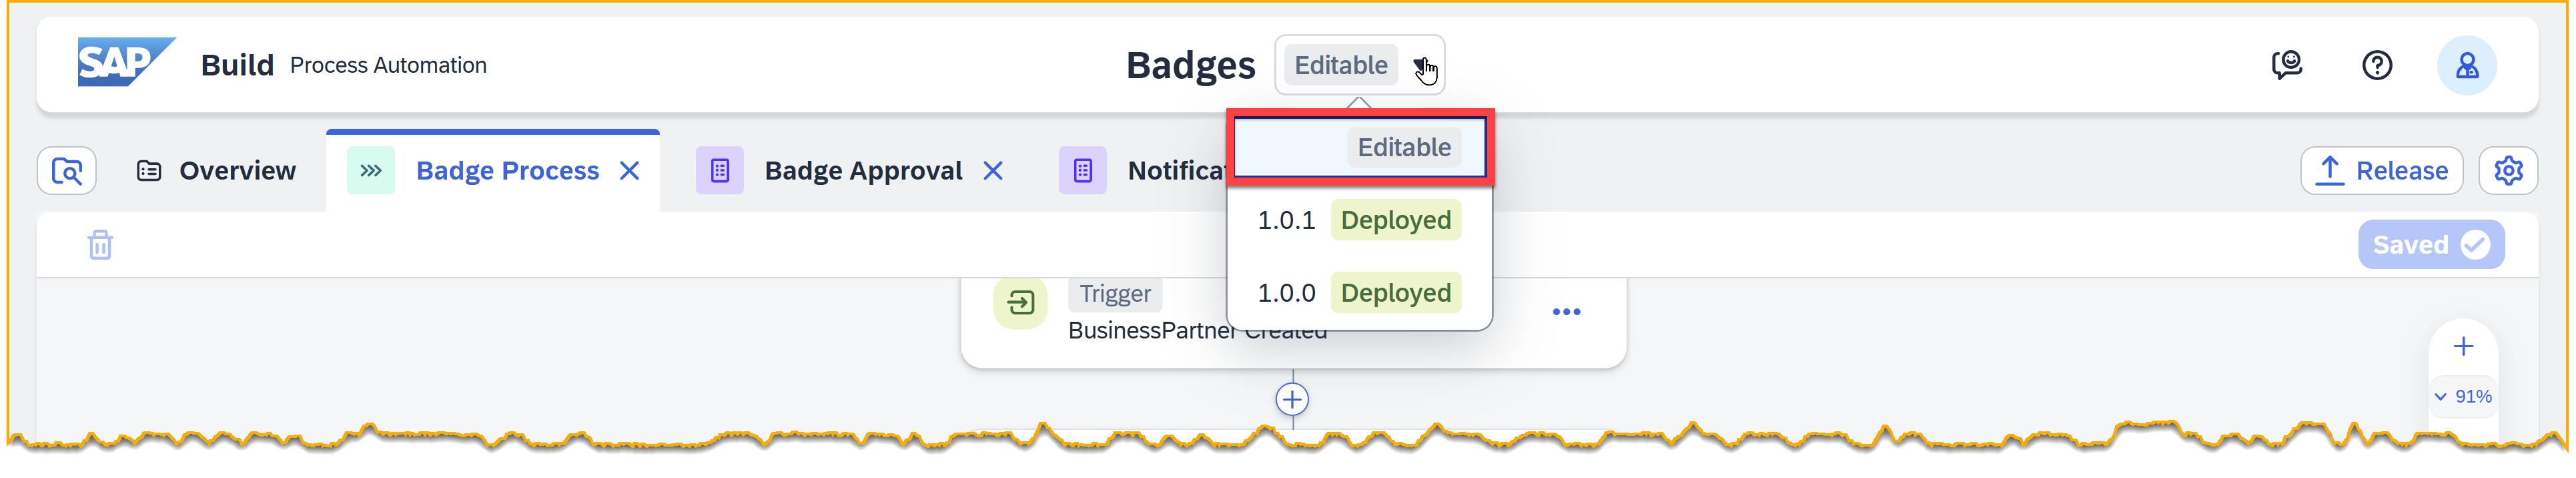 SAP Build Process Automation
Badges Editable
Editable
Overview
Badge Process
Badge Approval
Notificat
Release
1.0.1 Deployed
Saved
1.0.0 Deployed
Trigger
BusinessPartner Created
91%